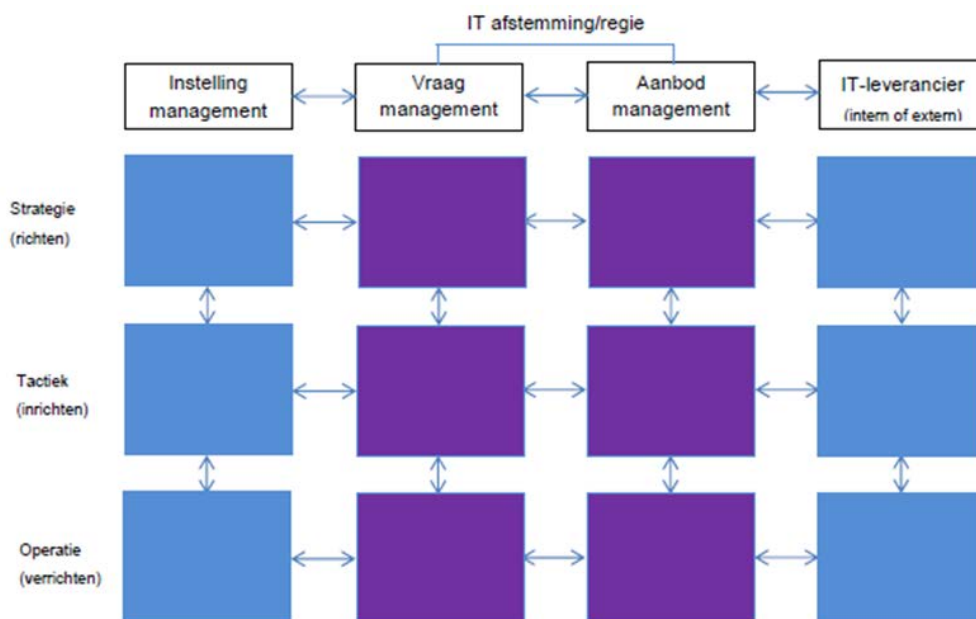 IT afstemming/regie
Instelling
management
Vraag
management
Aanbod
management
IT-leverancier
(intern of extern)
Strategie
(richten)
Tactiek
(inrichten)
Operatie
(verrichten)